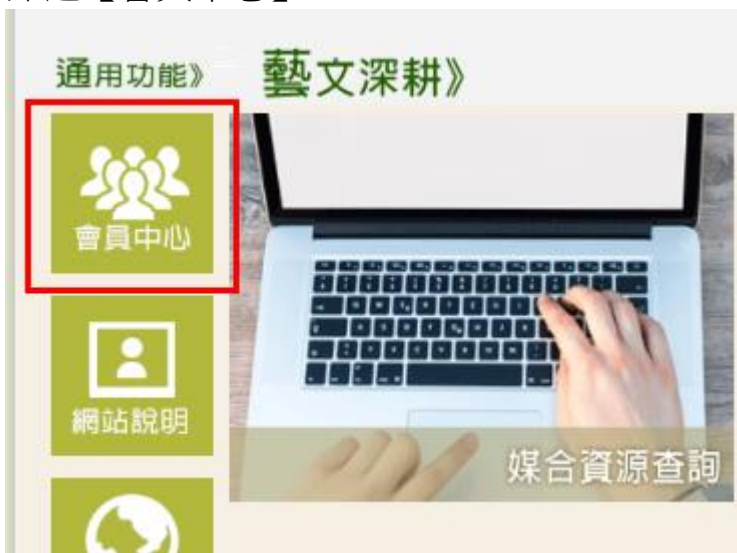 通用功能》
藝文深耕》
會員中心
網站說明
媒合資源查詢